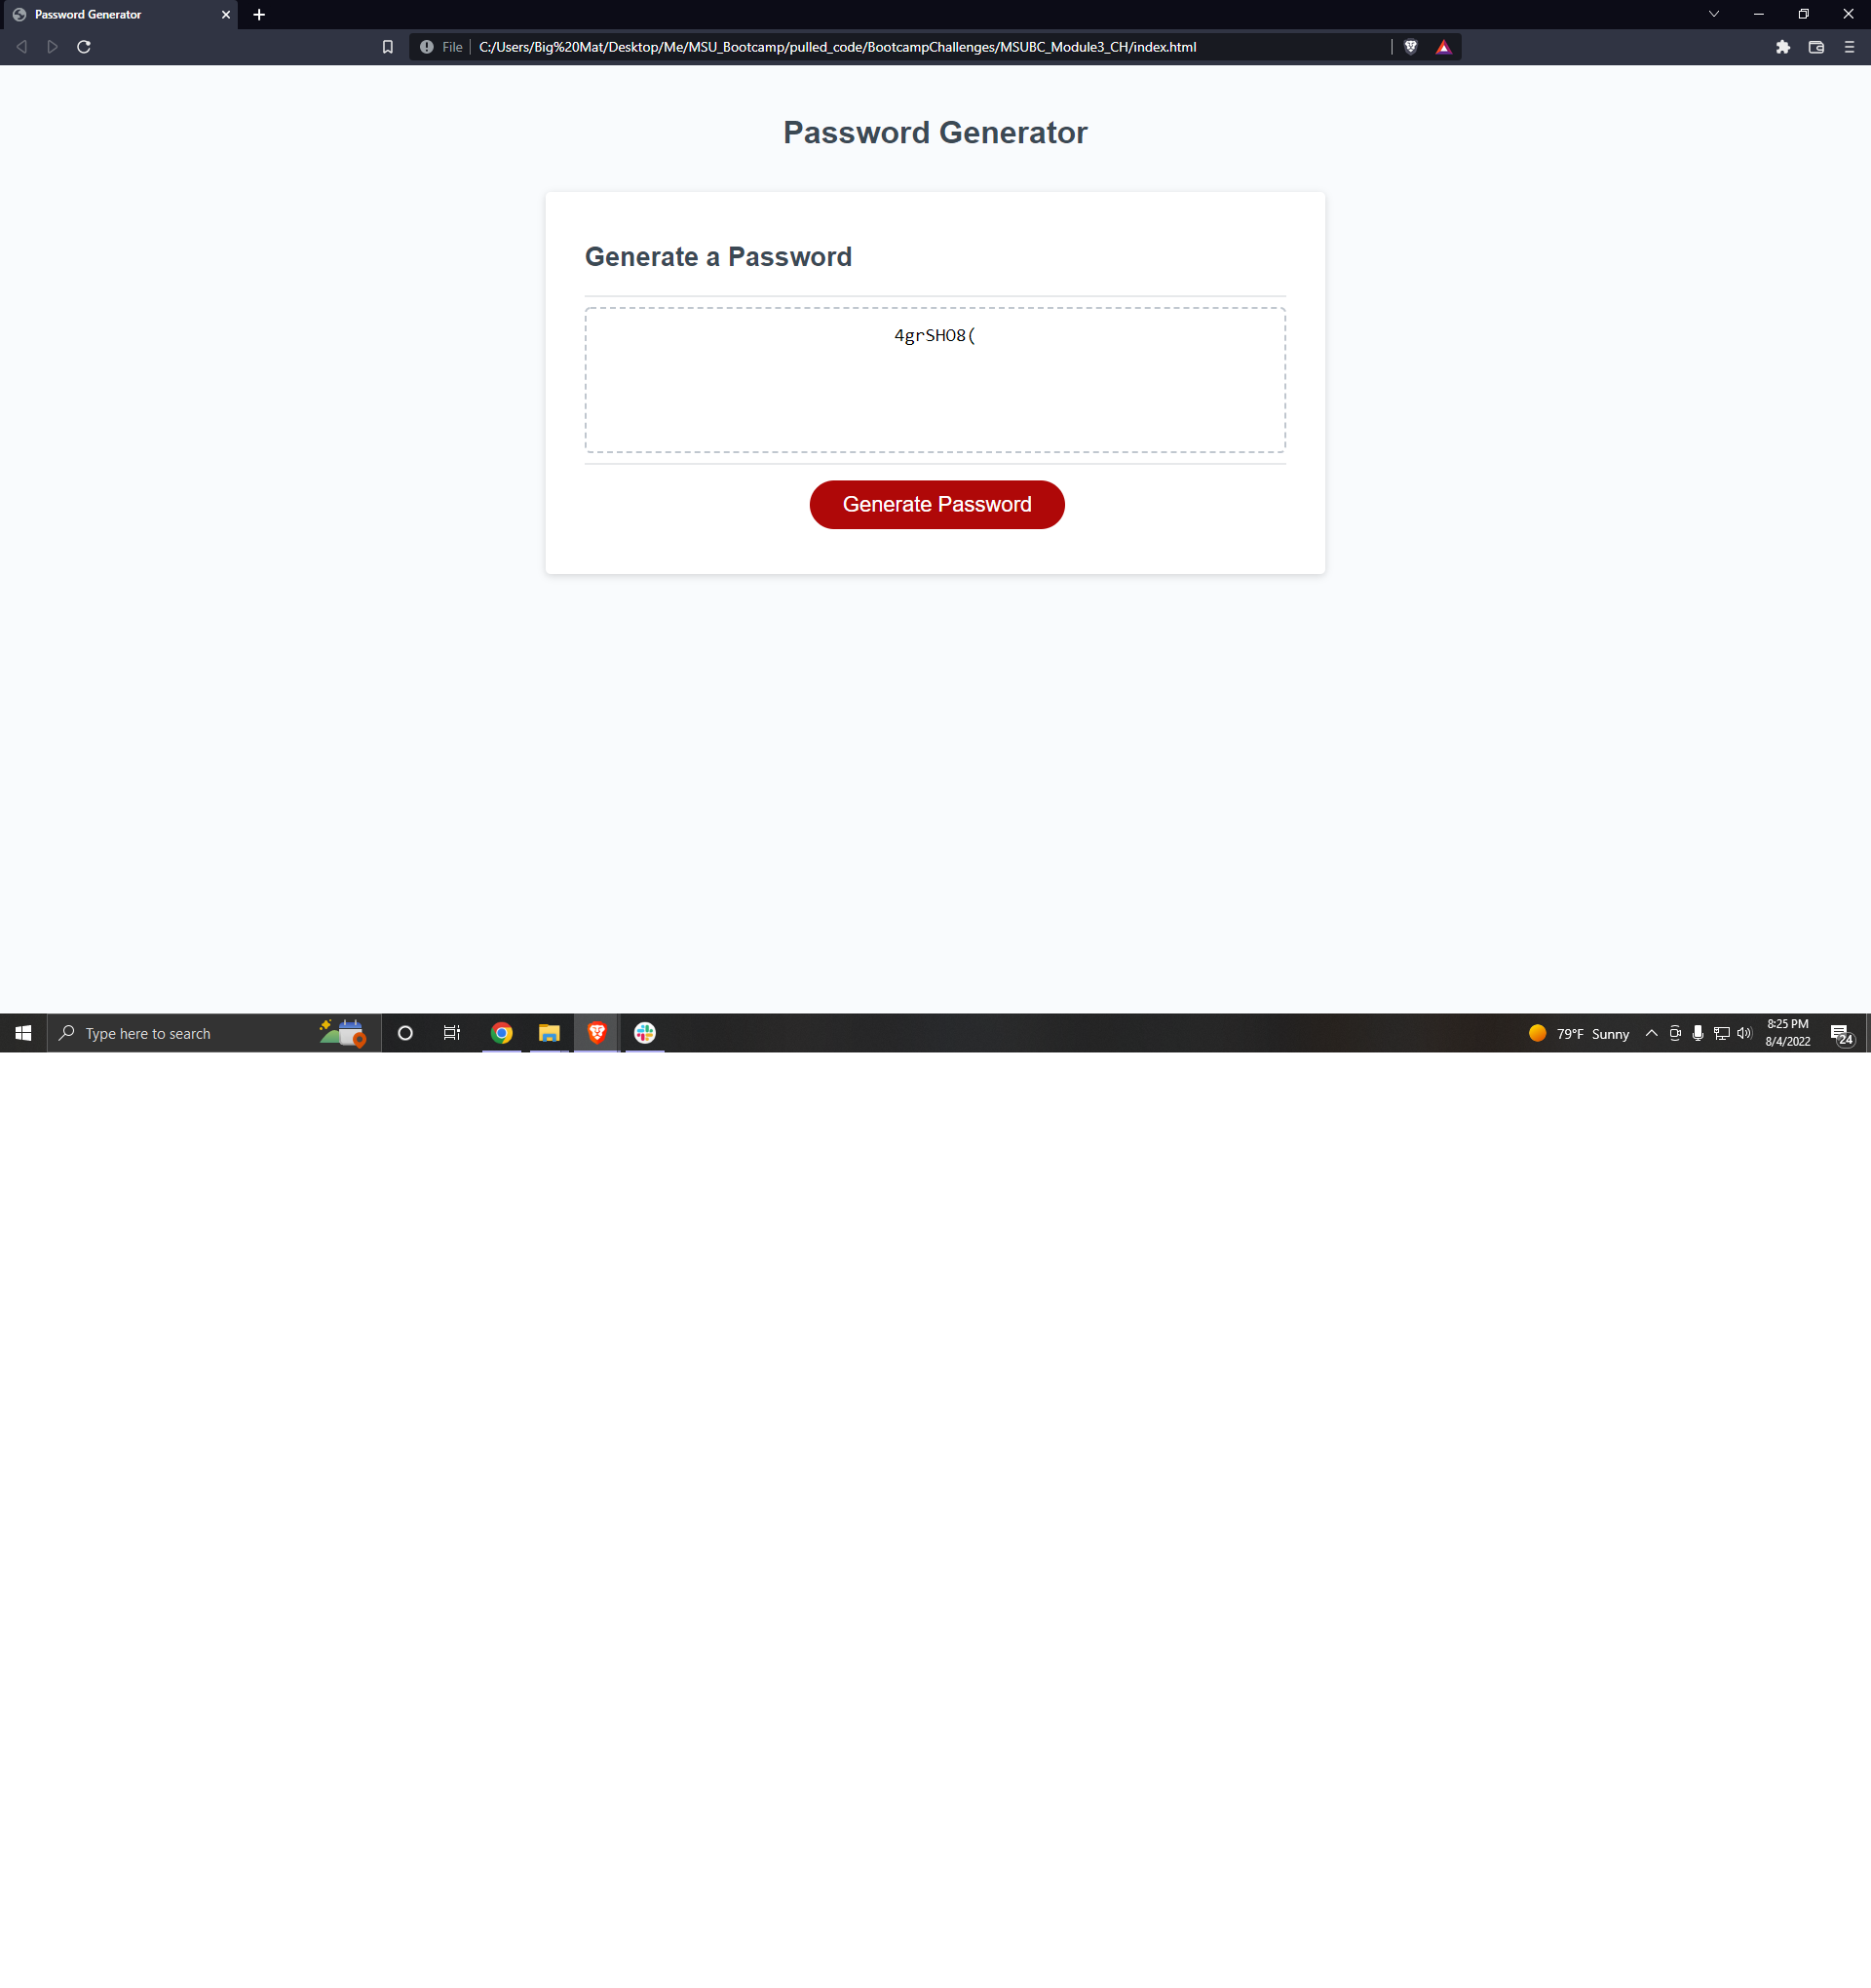 Password Generator
File C:/Users/Big%20Mat/Desktop/Me/MSU_Bootcamp/pulled_code/BootcampChallenges/MSUBC_Module3_CH/index.html
Password Generator
Generate a Password
4grSHO8(
Generate Password
Type here to search
79°F Sunny
8:25 PM
8/4/2022
24